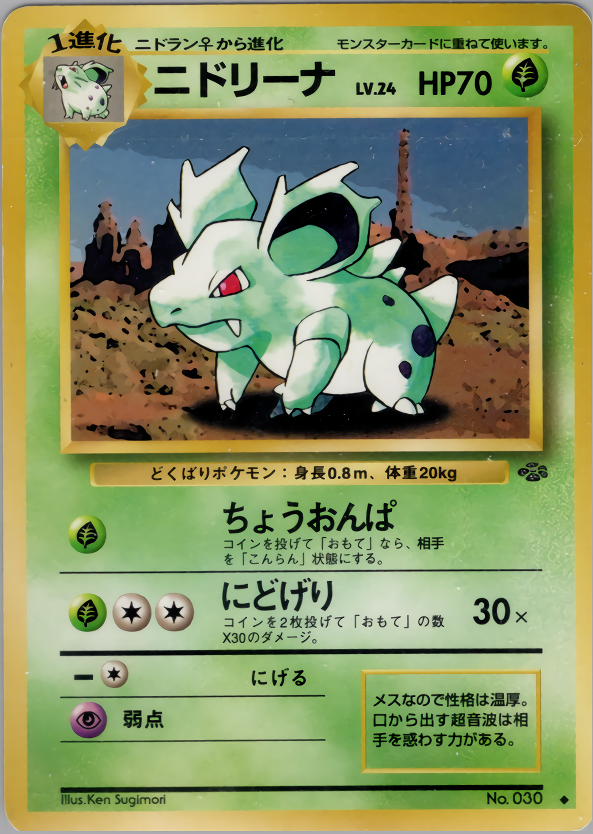 1進化 ニドラン♀から進化 モンスターカードに重ねて使います。
ニドリーナ LV.24 HP70
どくばりポケモン：身長0.8m、体重20kg
ちょうおんぱ
コインを投げて「おもて」なら、相手
を「こんらん」状態にする。
にどげり 30×
コインを2枚投げて「おもて」の数
X30のダメージ。
ー にげる
弱点
メスなので性格は温厚。
口から出す超音波は相
手を惑わす力がある。
Illus.Ken Sugimori No. 030